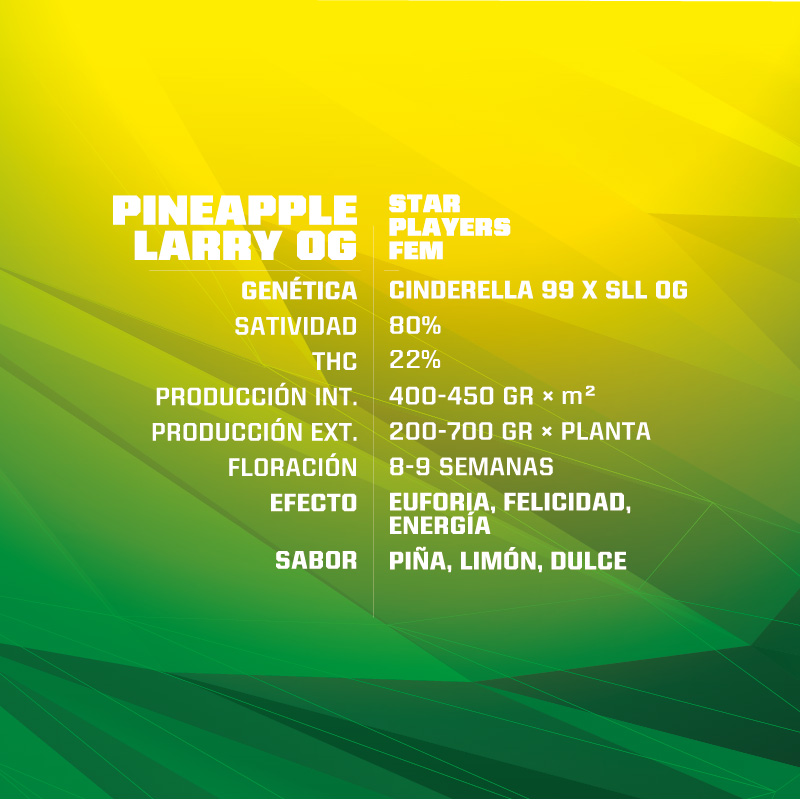 PINEAPPLE
LARRY OG
STAR
PLAYERS
FEM
GENÉTICA CINDERELLA 99 X SLL OG
SATIVIDAD 80%
THC 22%
PRODUCCIÓN INT. 400-450 GR × m²
PRODUCCIÓN EXT. 200-700 GR × PLANTA
FLORACIÓN 8-9 SEMANAS
EFECTO EUFORIA, FELICIDAD,
ENERGÍA
SABOR PIÑA, LIMÓN, DULCE